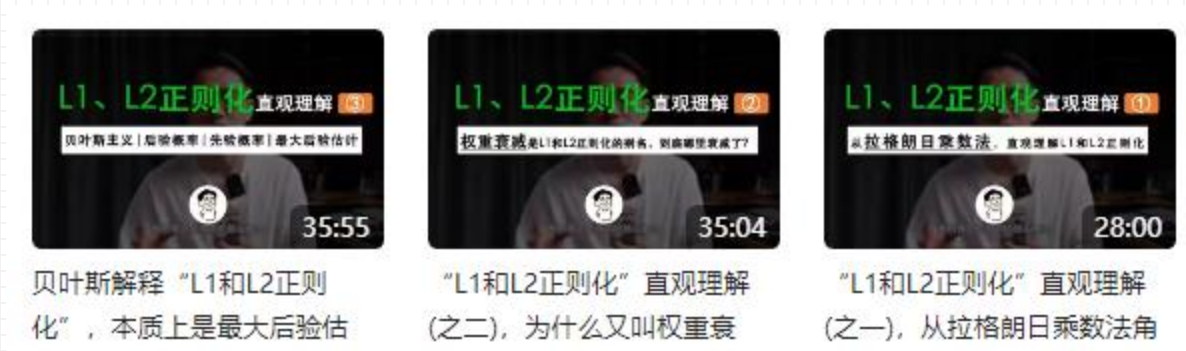 L1、L2正则化直观理解 ③
贝叶斯主义|后验概率|先验概率|最大后验估计
35:55
贝叶斯解释“L1和L2正则
化”，本质上是最大后验估
L1、L2正则化直观理解 ②
权重衰减是L1和L2正则化的别名，到底哪里衰减了？
35:04
“L1和L2正则化”直观理解
(之二)，为什么又叫权重衰
L1、L2正则化直观理解 ①
从拉格朗日乘数法，直观理解L1和L2正则化
28:00
“L1和L2正则化”直观理解
(之一)，从拉格朗日乘数法角